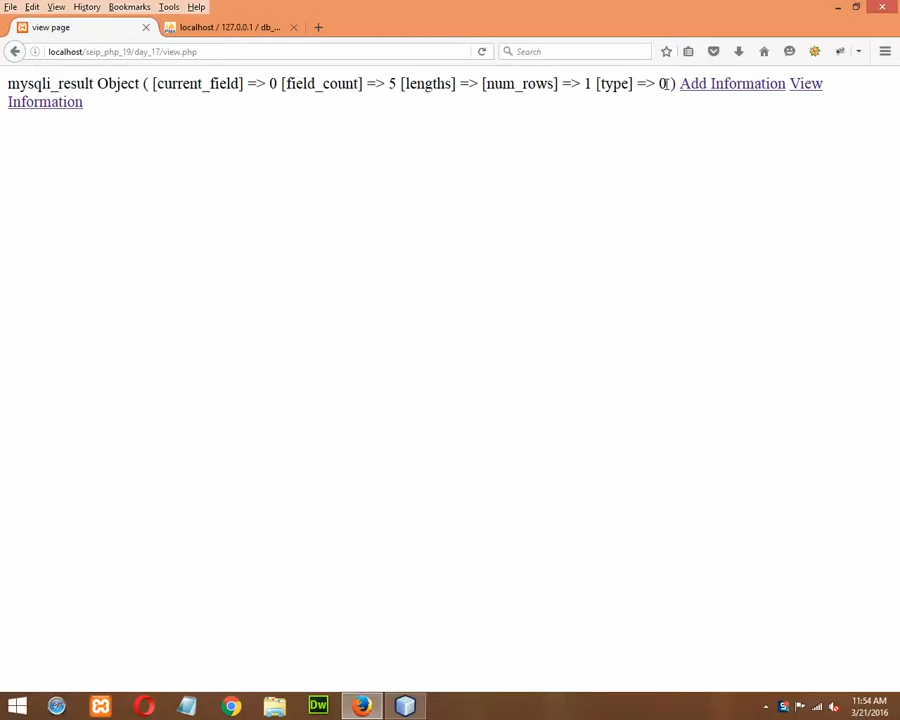 File Edit View History Bookmarks Tools Help
view page
localhost / 127.0.0.1 / db_...
localhost/seip_php_19/day_17/view.php
Search
mysqli_result Object ( [current_field] => 0 [field_count] => 5 [lengths] => [num_rows] => 1 [type] => 0 ) Add Information View
Information
Dw
11:54 AM
3/21/2016